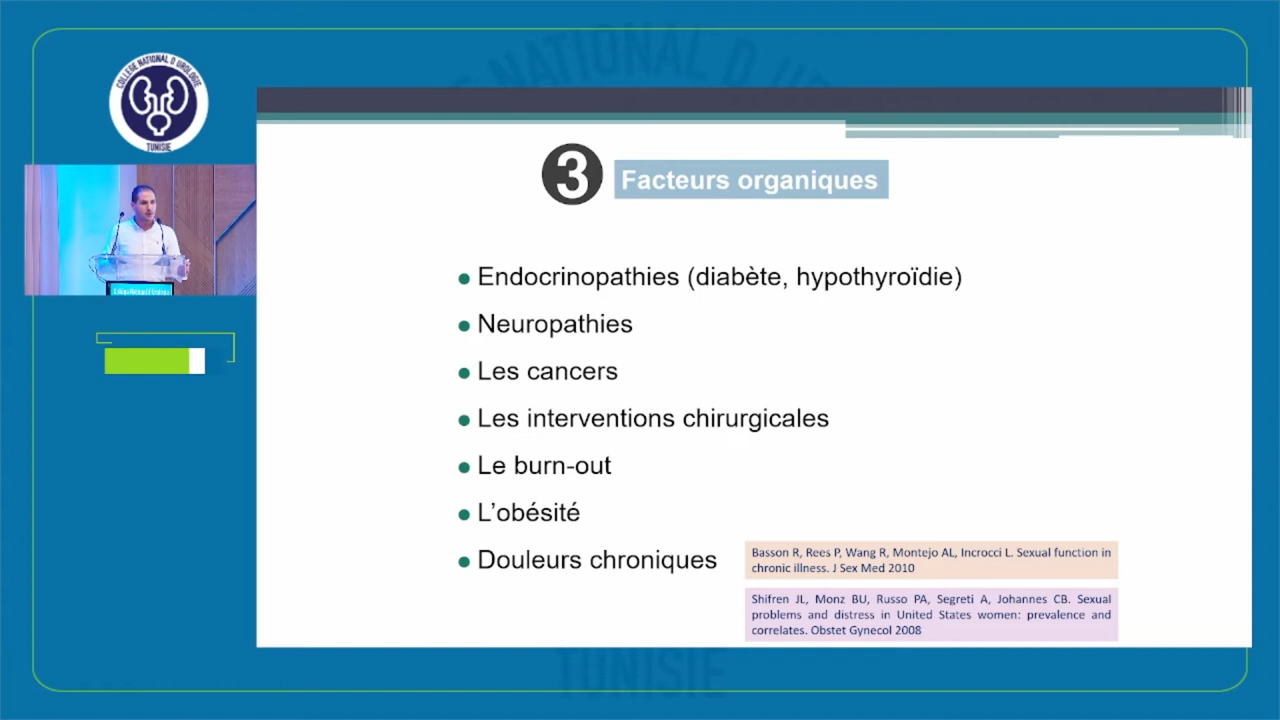 COLLÈGE NATIONAL D UROLOGIE
TUNISIE
3
Facteurs organiques
Endocrinopathies (diabète, hypothyroïdie)
Neuropathies
Les cancers
Les interventions chirurgicales
Le burn-out
L'obésité
Douleurs chroniques
Basson R, Rees P, Wang R, Montejo AL, Incrocci L. Sexual function in
chronic illness. J Sex Med 2010
Shifren JL, Monz BU, Russo PA, Segreti A, Johannes CB. Sexual
problems and distress in United States women: prevalence and
correlates. Obstet Gynecol 2008
NATIONAL D
TUNISIE